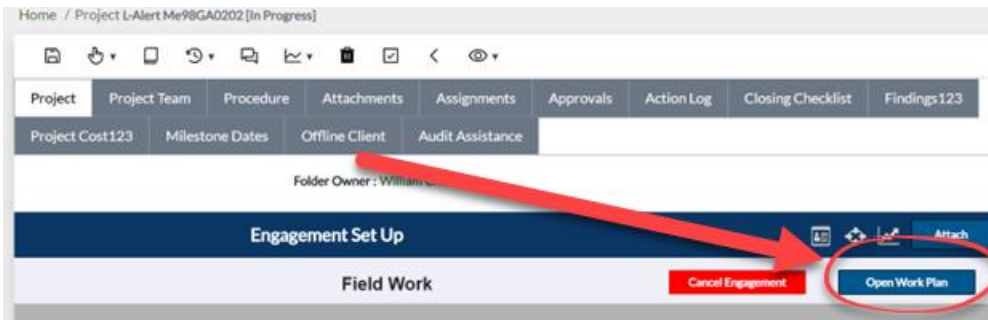 Home / Project L-Alert Me98GA0202 [In Progress]
Project Project Team Procedure Attachments Assignments Approvals Action Log Closing Checklist Findings123
Project Cost123 Milestone Dates Offline Client Audit Assistance
Folder Owner : William
Engagement Set Up Attach
Field Work Cancel Engagement Open Work Plan